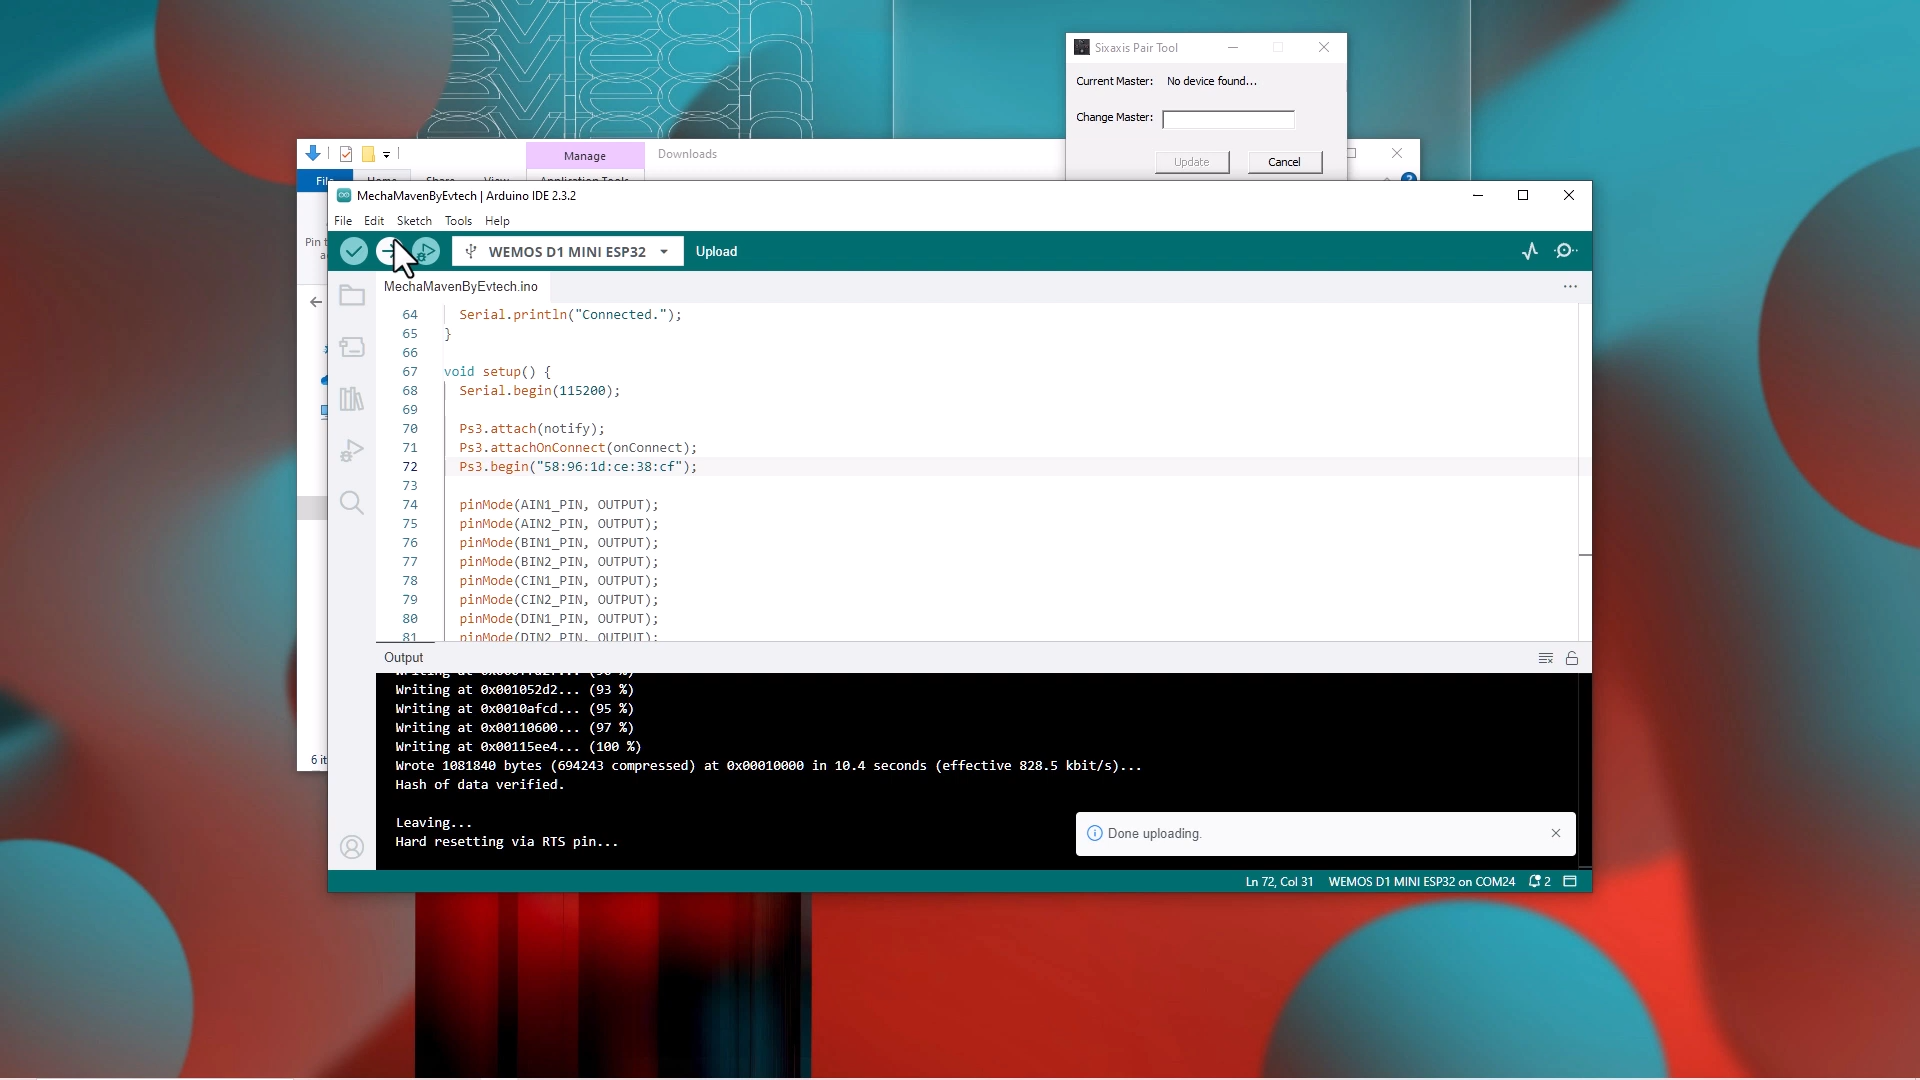 evtech
Sixaxis Pair Tool
Current Master: No device found...
Change Master:
Update Cancel
Manage Downloads
MechaMavenByEvtech | Arduino IDE 2.3.2
File Edit Sketch Tools Help
WEMOS D1 MINI ESP32 Upload
MechaMavenByEvtech.ino
64 Serial.println("Connected.");
65 }
66
67 void setup() {
68 Serial.begin(115200);
69
70 Ps3.attach(notify);
71 Ps3.attachOnConnect(onConnect);
72 Ps3.begin("58:96:1d:ce:38:cf");
73
74 pinMode(AIN1_PIN, OUTPUT);
75 pinMode(AIN2_PIN, OUTPUT);
76 pinMode(BIN1_PIN, OUTPUT);
77 pinMode(BIN2_PIN, OUTPUT);
78 pinMode(CIN1_PIN, OUTPUT);
79 pinMode(CIN2_PIN, OUTPUT);
80 pinMode(DIN1_PIN, OUTPUT);
81 pinMode(DIN2_PIN, OUTPUT);
Output
Writing at 0x001052d2... (93 %)
Writing at 0x0010afcd... (95 %)
Writing at 0x00110600... (97 %)
Writing at 0x00115ee4... (100 %)
Wrote 1081840 bytes (694243 compressed) at 0x00010000 in 10.4 seconds (effective 828.5 kbit/s)...
Hash of data verified.
Leaving...
Hard resetting via RTS pin...
Done uploading.
Ln 72, Col 31 WEMOS D1 MINI ESP32 on COM24 2